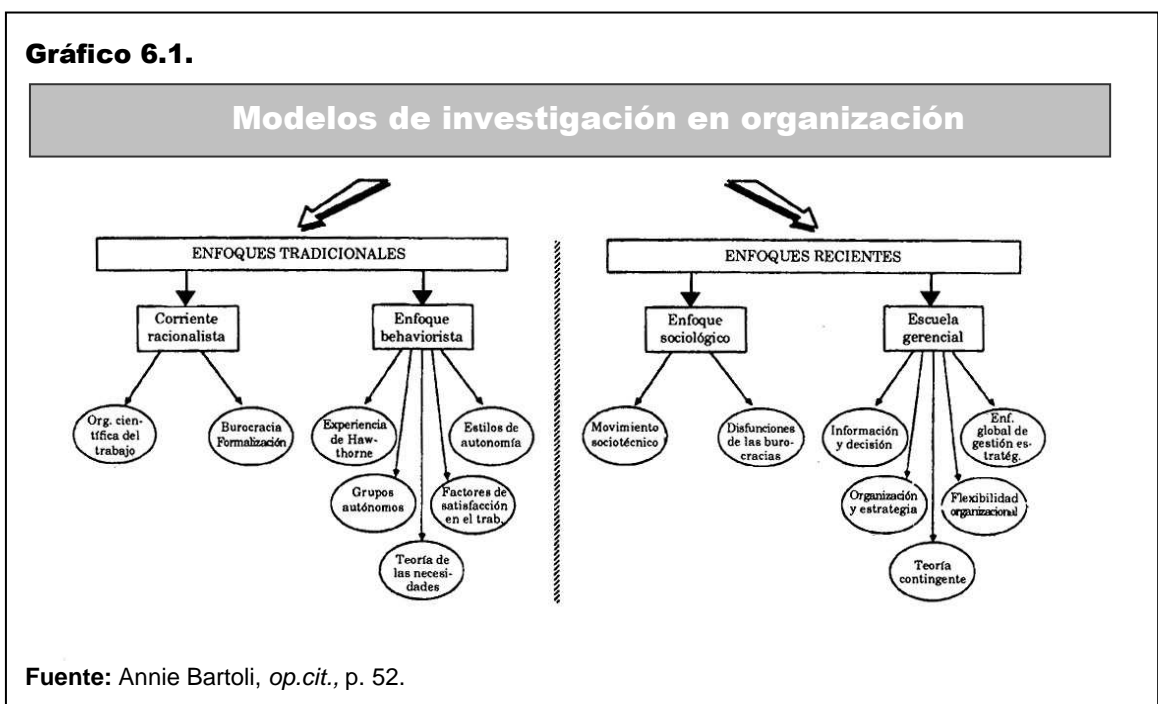 Gráfico 6.1.
Modelos de investigación en organización
ENFOQUES TRADICIONALES
ENFOQUES RECIENTES
Corriente
racionalista
Enfoque
behaviorista
Enfoque
sociológico
Escuela
gerencial
Org. cien-
tífica del
trabajo
Burocracia
Formalización
Experiencia
de Haw-
thorne
Estilos de
autonomía
Grupos
autónomos
Factores de
satisfacción
en el trab.
Teoría de
las necesi-
dades
Movimiento
sociotécnico
Disfunciones
de las buro-
cracias
Información
y decisión
Enf.
global de
gestión es-
tratég.
Organización
y estrategia
Flexibilidad
organizacional
Teoría
contingente
Fuente: Annie Bartoli, op.cit., p. 52.